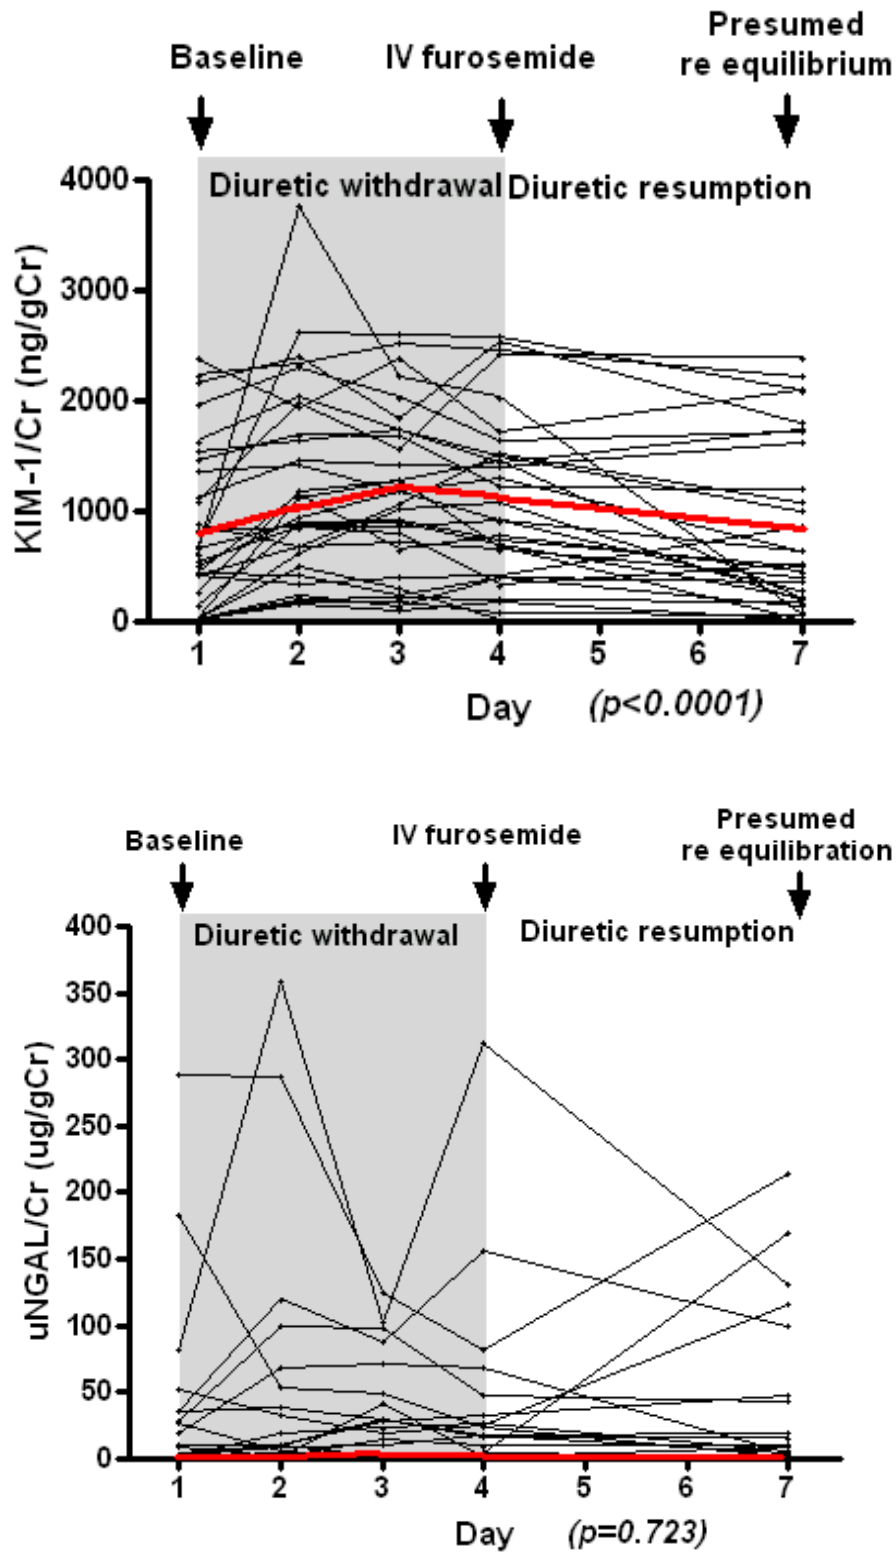 Presumed
Baseline IV furosemide re equilibrium
Diuretic withdrawal Diuretic resumption
4000
3000
2000
1000
0
KIM-1/Cr (ng/gCr)
1 2 3 4 5 6 7
Day (p<0.0001)
Presumed
Baseline IV furosemide re equilibration
Diuretic withdrawal Diuretic resumption
400
350
300
250
200
150
100
50
0
uNGAL/Cr (ug/gCr)
1 2 3 4 5 6 7
Day (p=0.723)